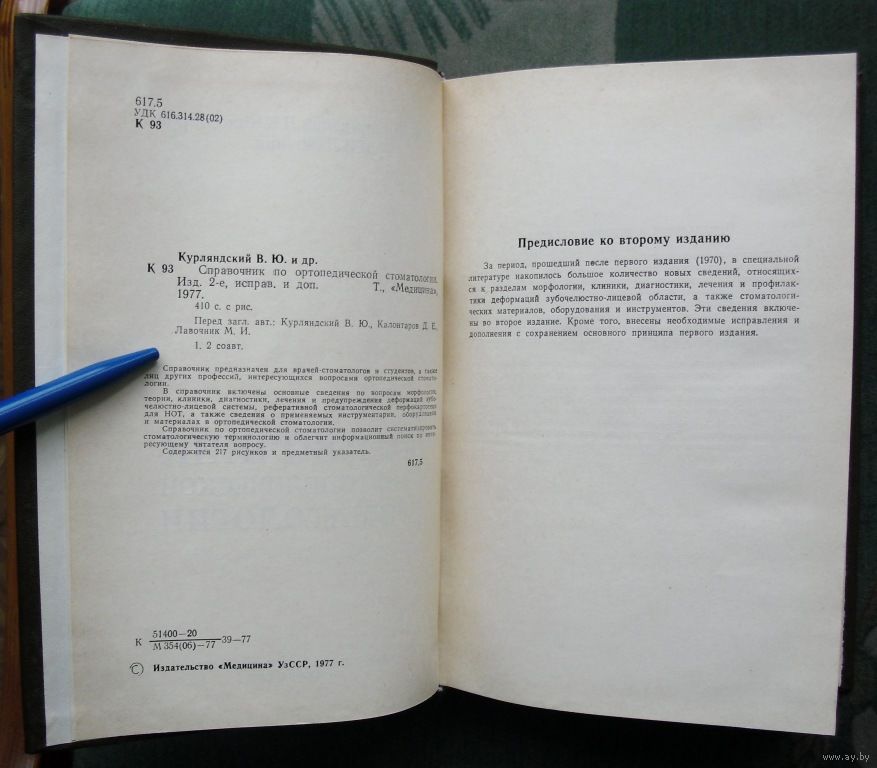 617.5
УДК 616.314.28(02)
К 93
Курляндский В. Ю. и др.
К 93 Справочник по ортопедической стоматологии.
Изд. 2-е, исправ. и доп. Т., «Медицина»,
1977.
410 с. с рис.
Перед загл. авт.: Курляндский В. Ю., Калонтаров Д. Е.,
Лавочник М. И.
1. 2 соавт.
Справочник предназначен для врачей-стоматологов и студентов, а также
лиц других профессий, интересующихся вопросами ортопедической стомато-
логии.
В справочник включены основные сведения по вопросам морфологии,
теории, клиники, диагностики, лечения и предупреждения деформаций зубо-
челюстно-лицевой системы, реферативной стоматологической перфокартотеки
для НОТ, а также сведения о применяемых инструментарии, оборудовании
и материалах в ортопедической стоматологии.
Справочник по ортопедической стоматологии позволит систематизировать
стоматологическую терминологию и облегчит информационный поиск по инте-
ресующему читателя вопросу.
Содержится 217 рисунков и предметный указатель.
617.5
К 51400—20
М 354(06)—77 39—77
© Издательство «Медицина» УзССР, 1977 г.
Предисловие ко второму изданию
За период, прошедший после первого издания (1970), в специальной
литературе накопилось большое количество новых сведений, относящих-
ся к разделам морфологии, клиники, диагностики, лечения и профилак-
тики деформаций зубочелюстно-лицевой области, а также стоматологи-
ческих материалов, оборудования и инструментов. Эти сведения включе-
ны во второе издание. Кроме того, внесены необходимые исправления и
дополнения с сохранением основного принципа первого издания.
www.ay.by